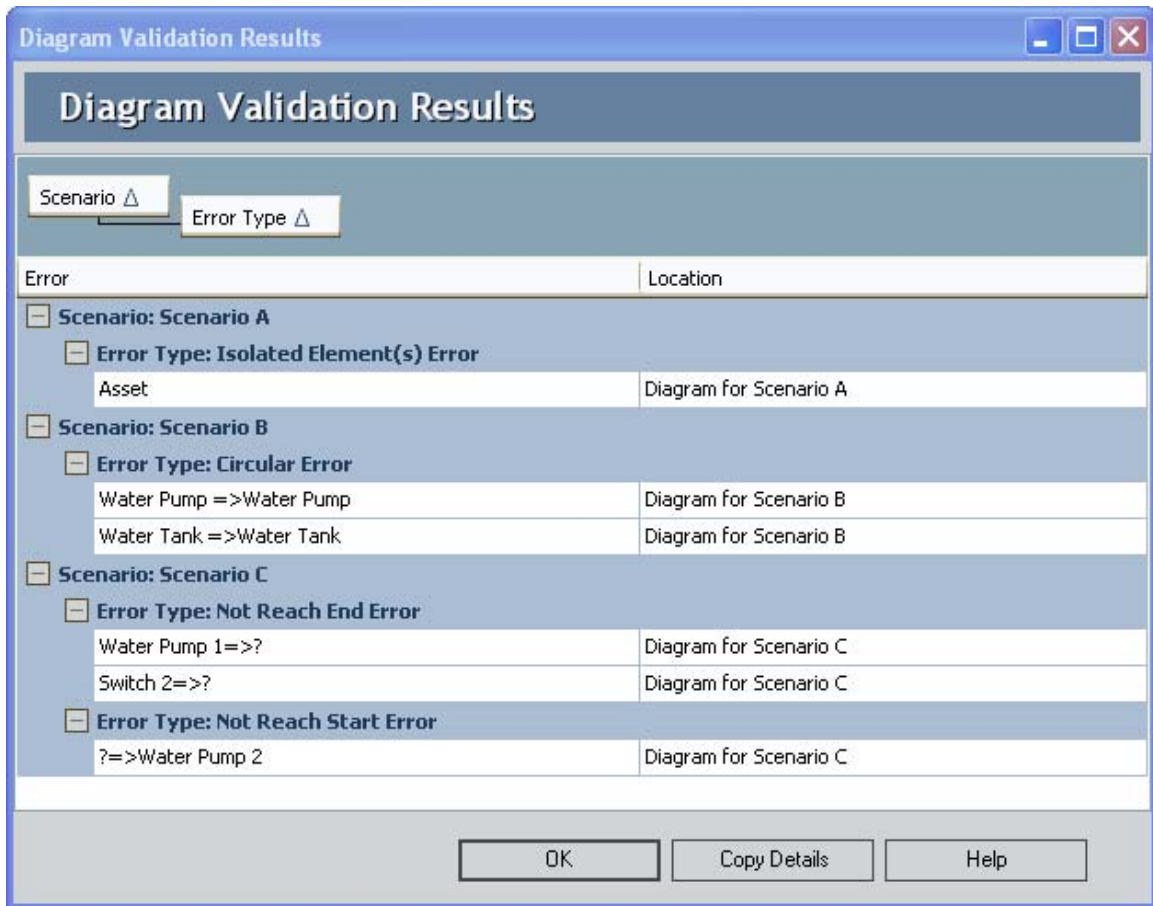 Diagram Validation Results
Diagram Validation Results
Scenario Δ
Error Type Δ
Error Location
Scenario: Scenario A
Error Type: Isolated Element(s) Error
Asset Diagram for Scenario A
Scenario: Scenario B
Error Type: Circular Error
Water Pump =>Water Pump Diagram for Scenario B
Water Tank =>Water Tank Diagram for Scenario B
Scenario: Scenario C
Error Type: Not Reach End Error
Water Pump 1=>? Diagram for Scenario C
Switch 2=>? Diagram for Scenario C
Error Type: Not Reach Start Error
?=>Water Pump 2 Diagram for Scenario C
OK Copy Details Help